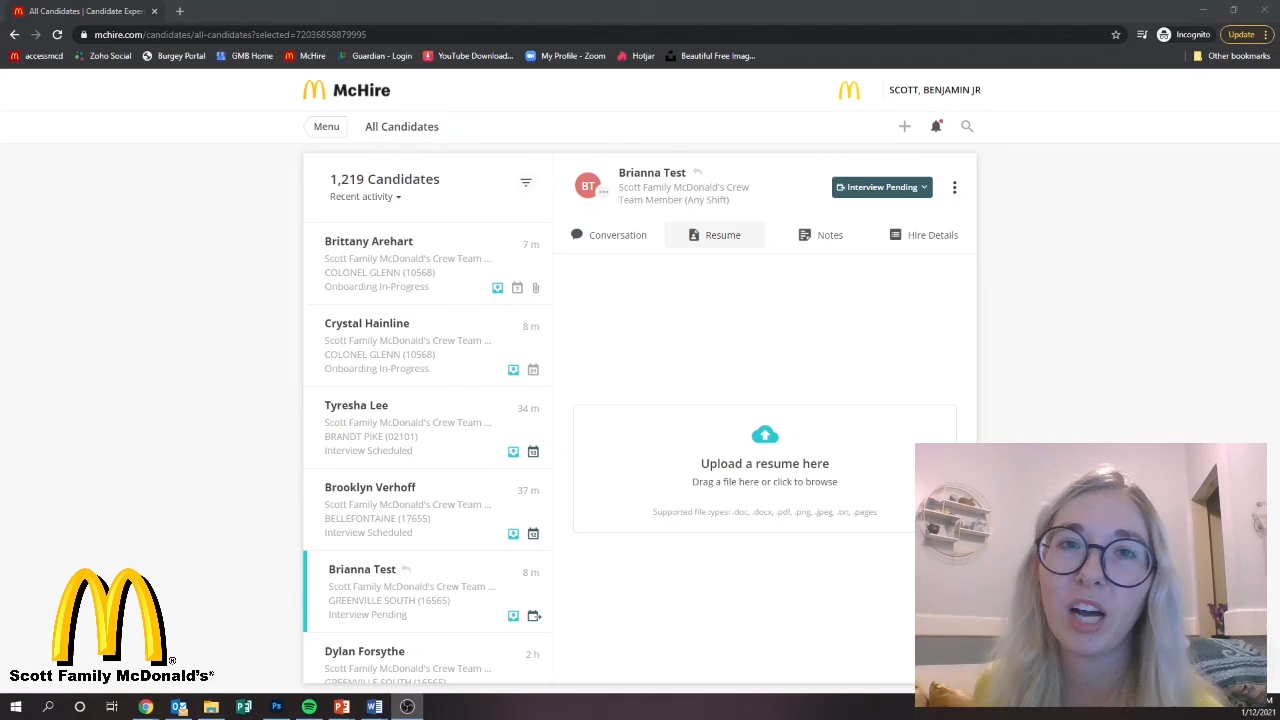 All Candidates | Candidate Exper
mchire.com/candidates/all-candidates?selected=72036858879995
Incognito
Update
accessmcd
Zoho Social
Burgey Portal
GMB Home
McHire
Guardian - Login
YouTube Download...
My Zoom
Hotjar
Beautiful Free Imag...
Other bookmarks
McHire
SCOTT, BENJAMIN JR
Menu
All Candidates
1,219 Candidates
Recent activity
Brittany Arehart
7 m
Scott Family McDonald's Crew Team ...
COLONEL GLENN (10568)
Onboarding In-Progress
Crystal Hainline
8 m
Scott Family McDonald's Crew Team ...
COLONEL GLENN (10568)
Onboarding In-Progress
Tyresha Lee
34 m
Scott Family McDonald's Crew Team ...
BRANDT PIKE (02101)
Interview Scheduled
Brooklyn Verhoff
37 m
Scott Family McDonald's Crew Team ...
BELLEFONTAINE (17655)
Interview Scheduled
Brianna Test
8 m
Scott Family McDonald's Crew Team ...
GREENVILLE SOUTH (16565)
Interview Pending
Dylan Forsythe
2 h
Scott Family McDonald's Crew Team ...
GREENVILLE SOUTH (16565)
BT
Brianna Test
Scott Family McDonald's Crew
Team Member (Any Shift)
Interview Pending
Conversation
Resume
Notes
Hire Details
Upload a resume here
Drag a file here or click to browse
Supported file types: .doc, .docx, .pdf, .png, .jpeg, .txt, .pages
Scott Family McDonald's®
1/12/2021